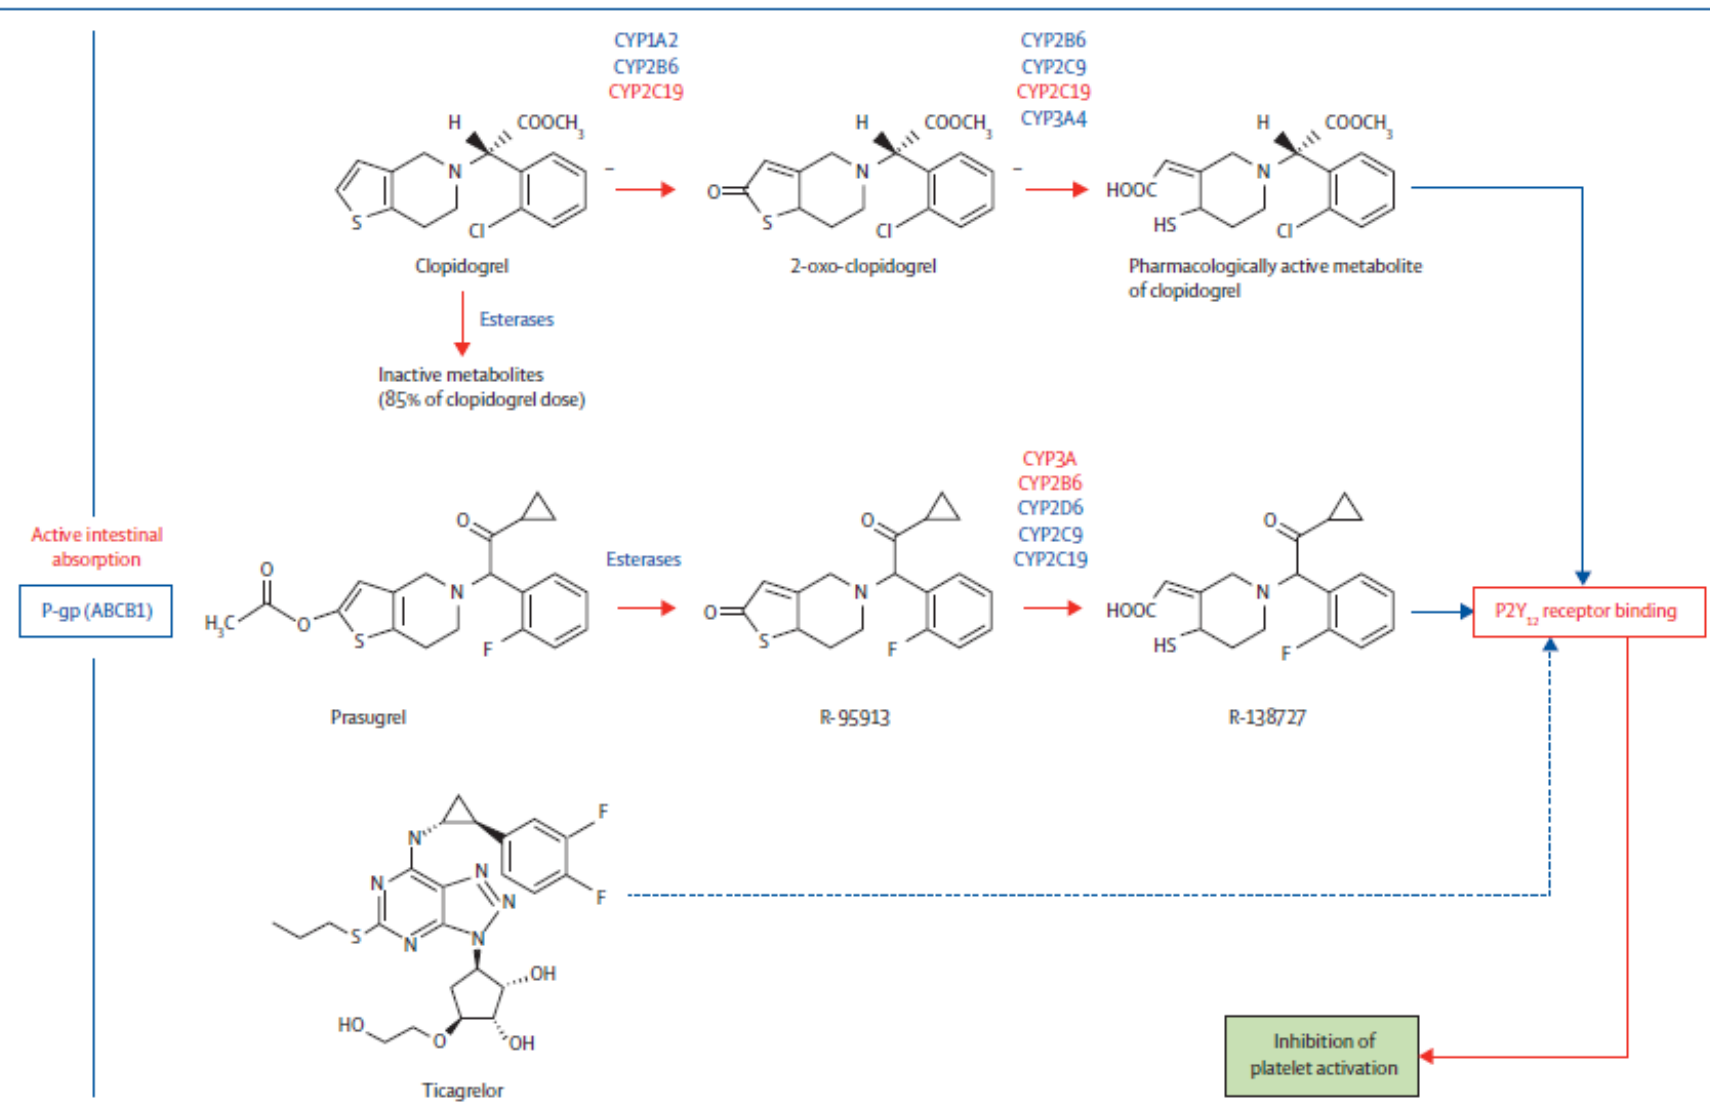 CYP1A2
CYP2B6
CYP2C19
CYP2B6
CYP2C9
CYP2C19
CYP3A4
H
COOCH3
N
S
Cl
Clopidogrel
–
H
COOCH3
N
O
S
Cl
2-oxo-clopidogrel
–
H
COOCH3
N
HOOC
HS
Cl
Pharmacologically active metabolite
of clopidogrel
Esterases
Inactive metabolites
(85% of clopidogrel dose)
Active intestinal
absorption
P-gp (ABCB1)
O
O
N
H3C
O
S
F
Prasugrel
Esterases
O
N
O
S
F
R-95913
CYP3A
CYP2B6
CYP2D6
CYP2C9
CYP2C19
O
N
HOOC
HS
F
R-138727
P2Y12 receptor binding
F
N
N
N
F
N
S
N
N
OH
HO
O
OH
Ticagrelor
Inhibition of
platelet activation